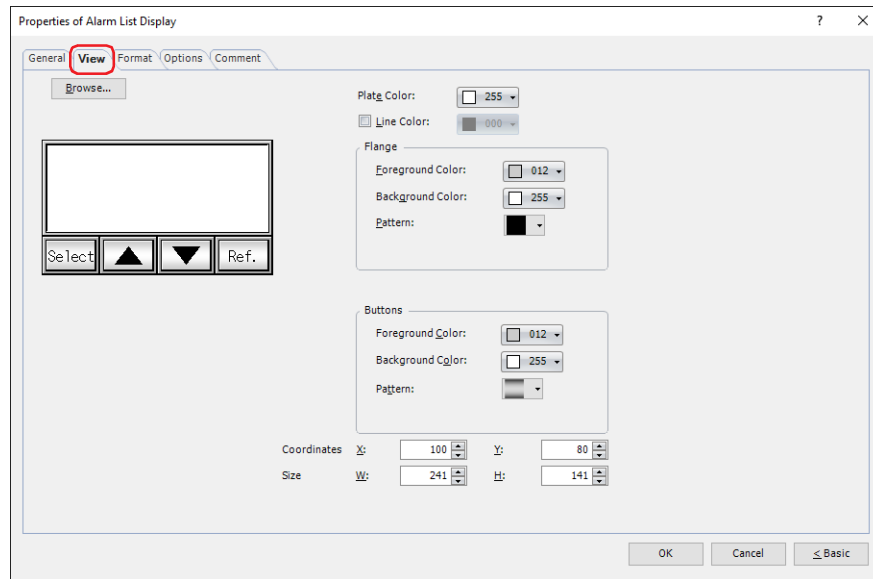 Properties of Alarm List Display ? ×
General View Format Options Comment
Browse...
Plate Color: 255
Line Color: 000
Flange
Foreground Color: 012
Background Color: 255
Pattern:
Select Ref.
Buttons
Foreground Color: 012
Background Color: 255
Pattern:
Coordinates X: 100 Y: 80
Size W: 241 H: 141
OK Cancel < Basic